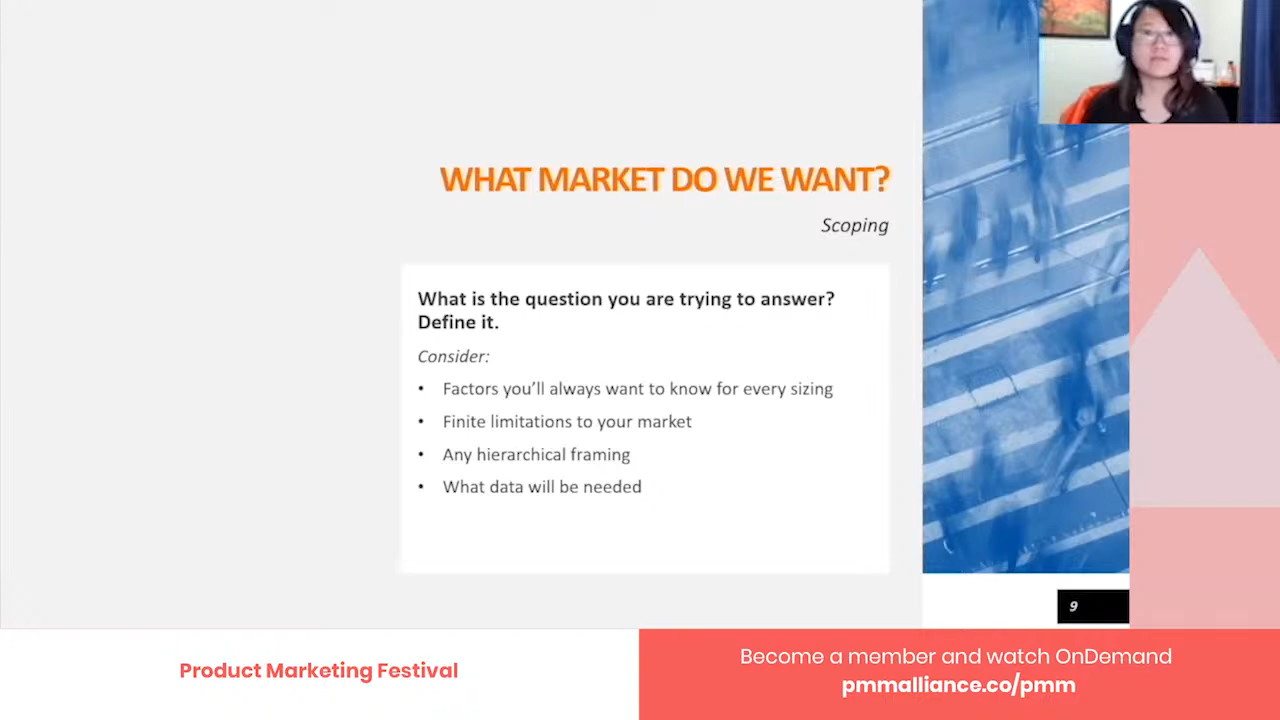 WHAT MARKET DO WE WANT?
Scoping
What is the question you are trying to answer?
Define it.
Consider:
• Factors you’ll always want to know for every sizing
• Finite limitations to your market
• Any hierarchical framing
• What data will be needed
9
Product Marketing Festival
Become a member and watch OnDemand
pmmalliance.co/pmm